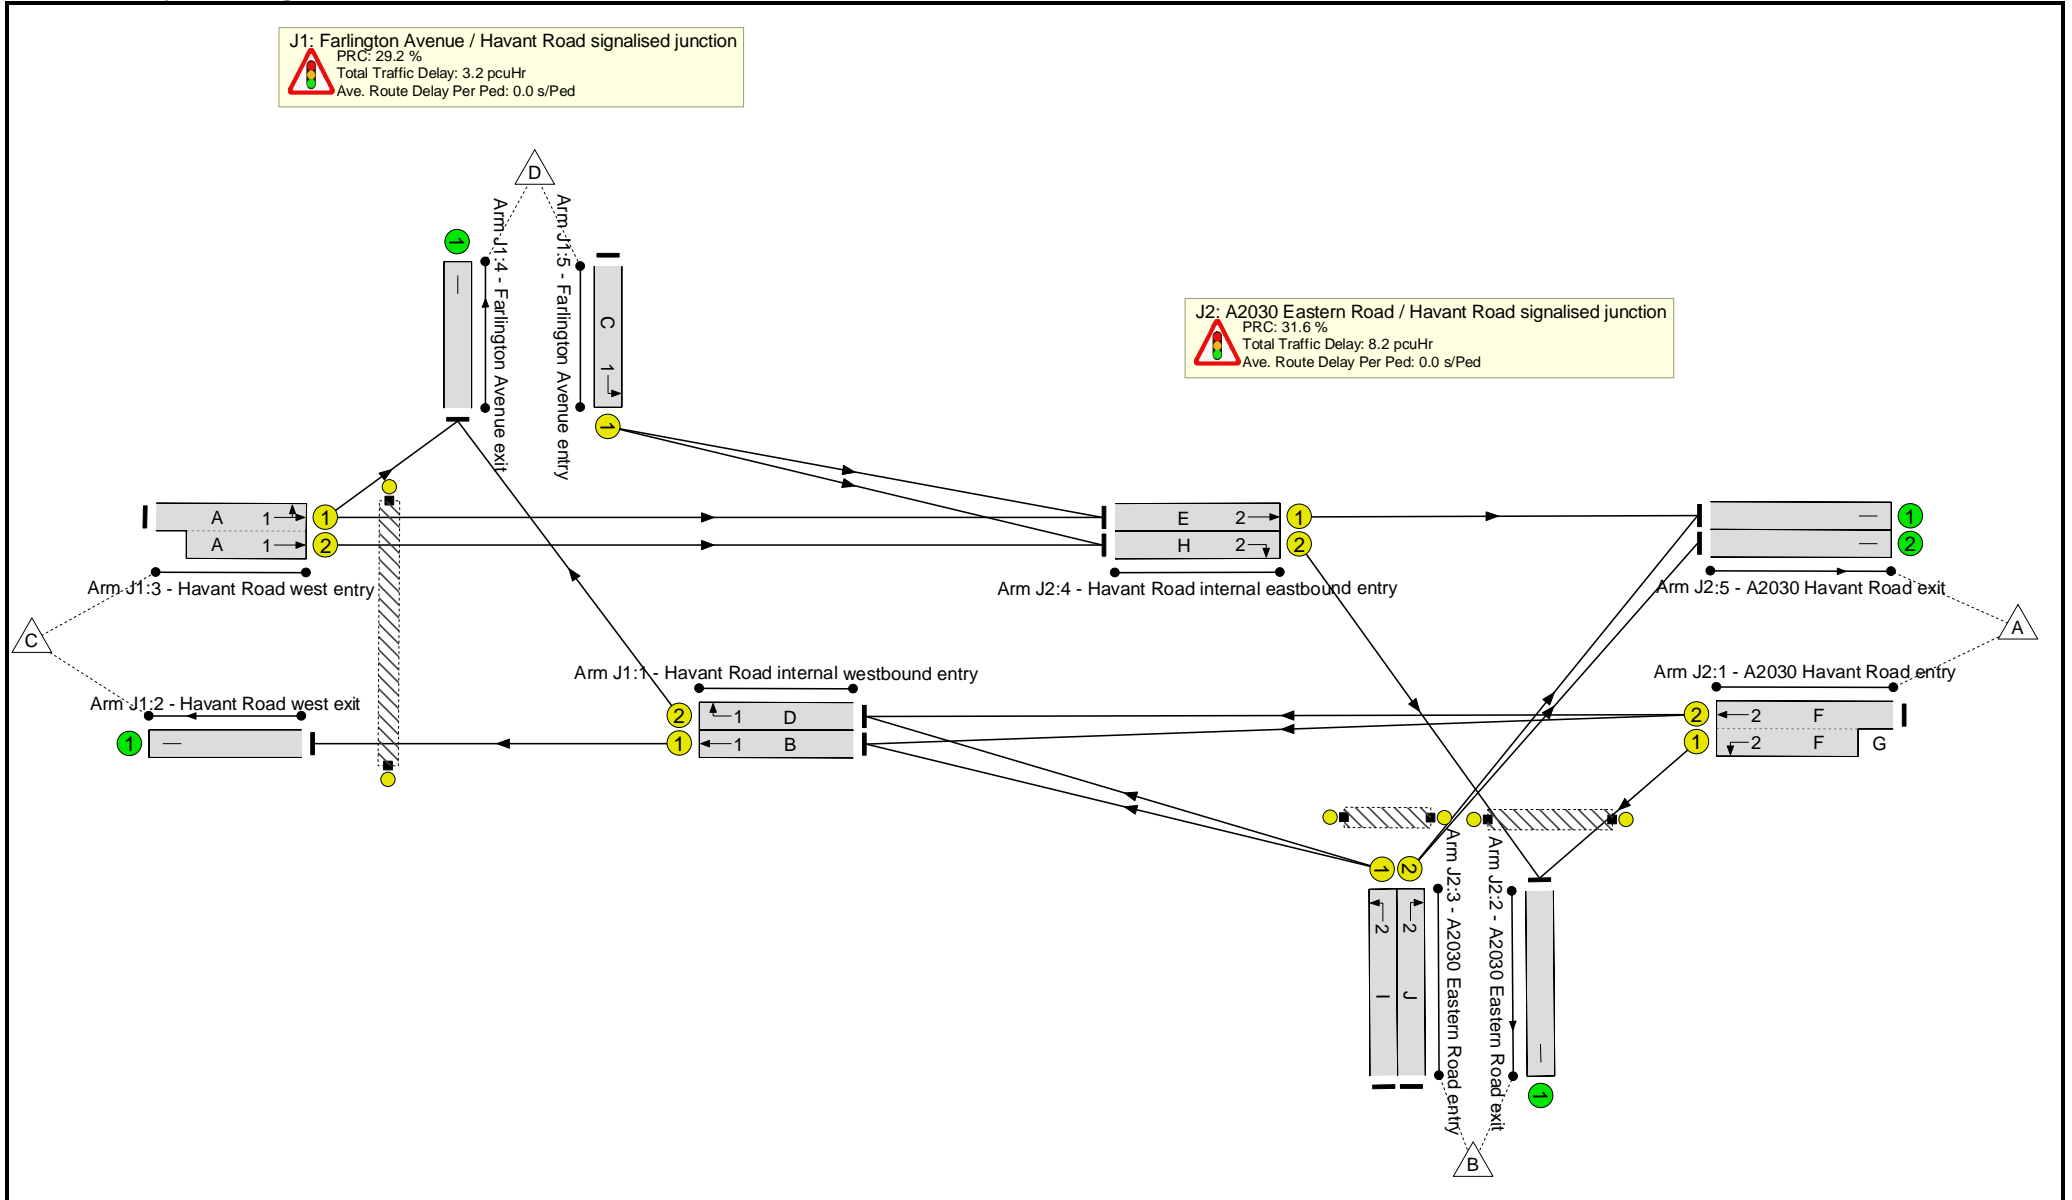 J1: Farlington Avenue / Havant Road signalised junction
PRC: 29.2 %
Total Traffic Delay: 3.2 pcuHr
Ave. Route Delay Per Ped: 0.0 s/Ped
D
Arm J1:4 - Farlington Avenue exit
Arm J1:5 - Farlington Avenue entry
1
C
1
1
J2: A2030 Eastern Road / Havant Road signalised junction
PRC: 31.6 %
Total Traffic Delay: 8.2 pcuHr
Ave. Route Delay Per Ped: 0.0 s/Ped
A 1 1
A 1 2
Arm J1:3 - Havant Road west entry
E 2 1
H 2 2
Arm J2:4 - Havant Road internal eastbound entry
1
2
Arm J2:5 - A2030 Havant Road exit
C
A
Arm J1:1 - Havant Road internal westbound entry
2 1 D
1 1 B
Arm J1:2 - Havant Road west exit
1
Arm J2:1 - A2030 Havant Road entry
2 2 F
1 2 F G
1 2
2 2
I J
Arm J2:3 - A2030 Eastern Road entry
Arm J2:2 - A2030 Eastern Road exit
1
B